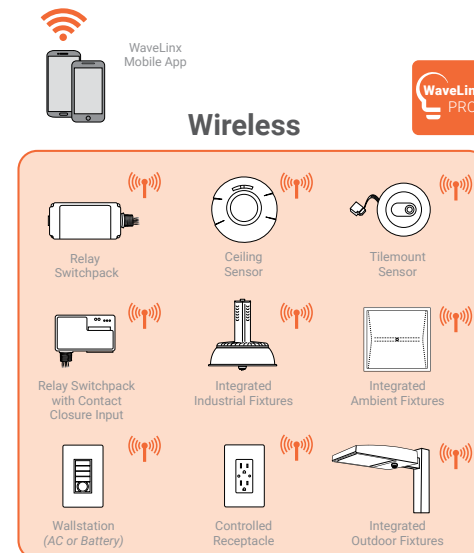 WaveLinx
Mobile App
Wireless
Relay
Switchpack
Ceiling
Sensor
Tilemount
Sensor
Relay Switchpack
with Contact
Closure Input
Integrated
Industrial Fixtures
Integrated
Ambient Fixtures
Wallstation
(AC or Battery)
Controlled
Receptacle
Integrated
Outdoor Fixtures